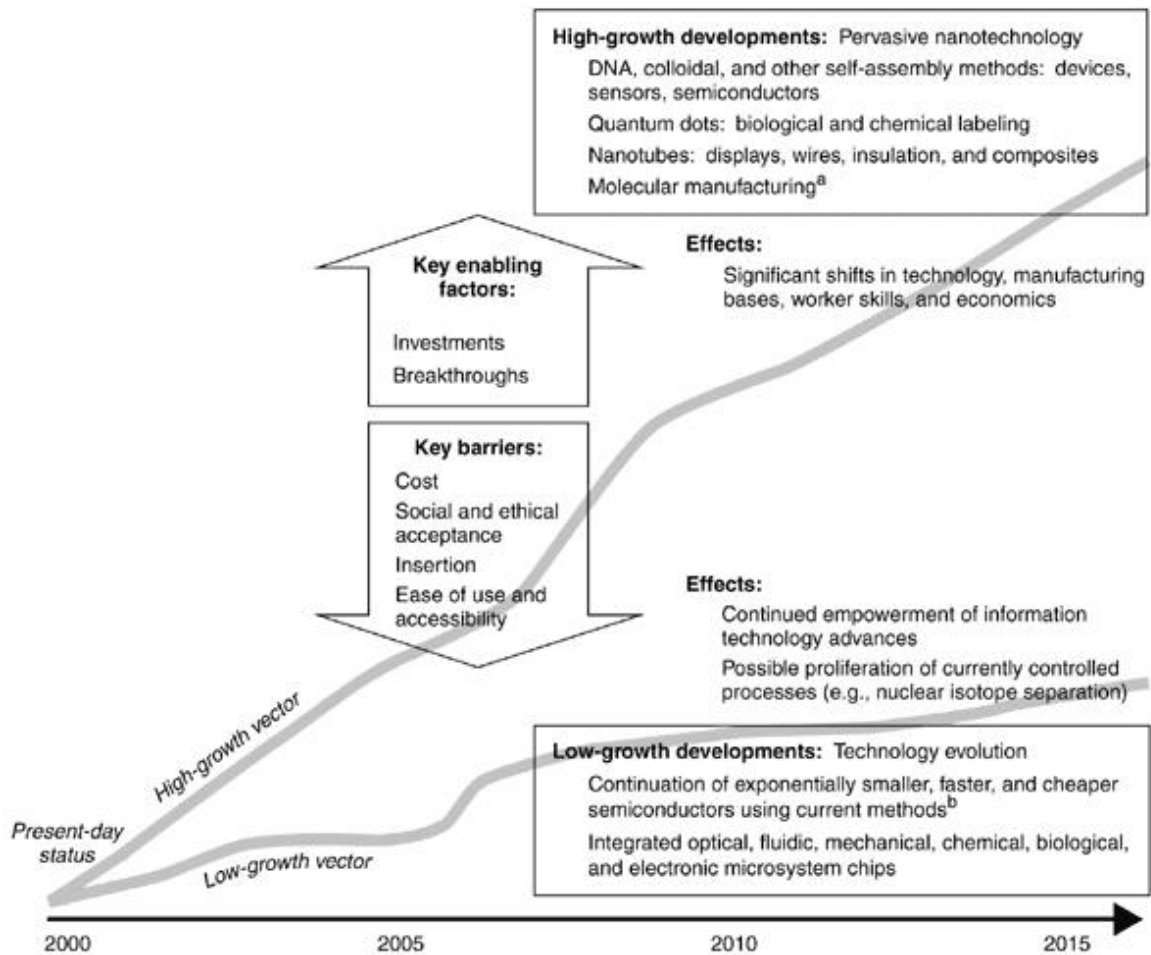 High-growth developments: Pervasive nanotechnology
DNA, colloidal, and other self-assembly methods: devices,
sensors, semiconductors
Quantum dots: biological and chemical labeling
Nanotubes: displays, wires, insulation, and composites
Molecular manufacturingᵃ
Effects:
Significant shifts in technology, manufacturing
bases, worker skills, and economics
Key enabling
factors:
Investments
Breakthroughs
Key barriers:
Cost
Social and ethical
acceptance
Insertion
Ease of use and
accessibility
Effects:
Continued empowerment of information
technology advances
Possible proliferation of currently controlled
processes (e.g., nuclear isotope separation)
Low-growth developments: Technology evolution
Continuation of exponentially smaller, faster, and cheaper
semiconductors using current methodsᵇ
Integrated optical, fluidic, mechanical, chemical, biological,
and electronic microsystem chips
High-growth vector
Present-day
status
Low-growth vector
2000 2005 2010 2015